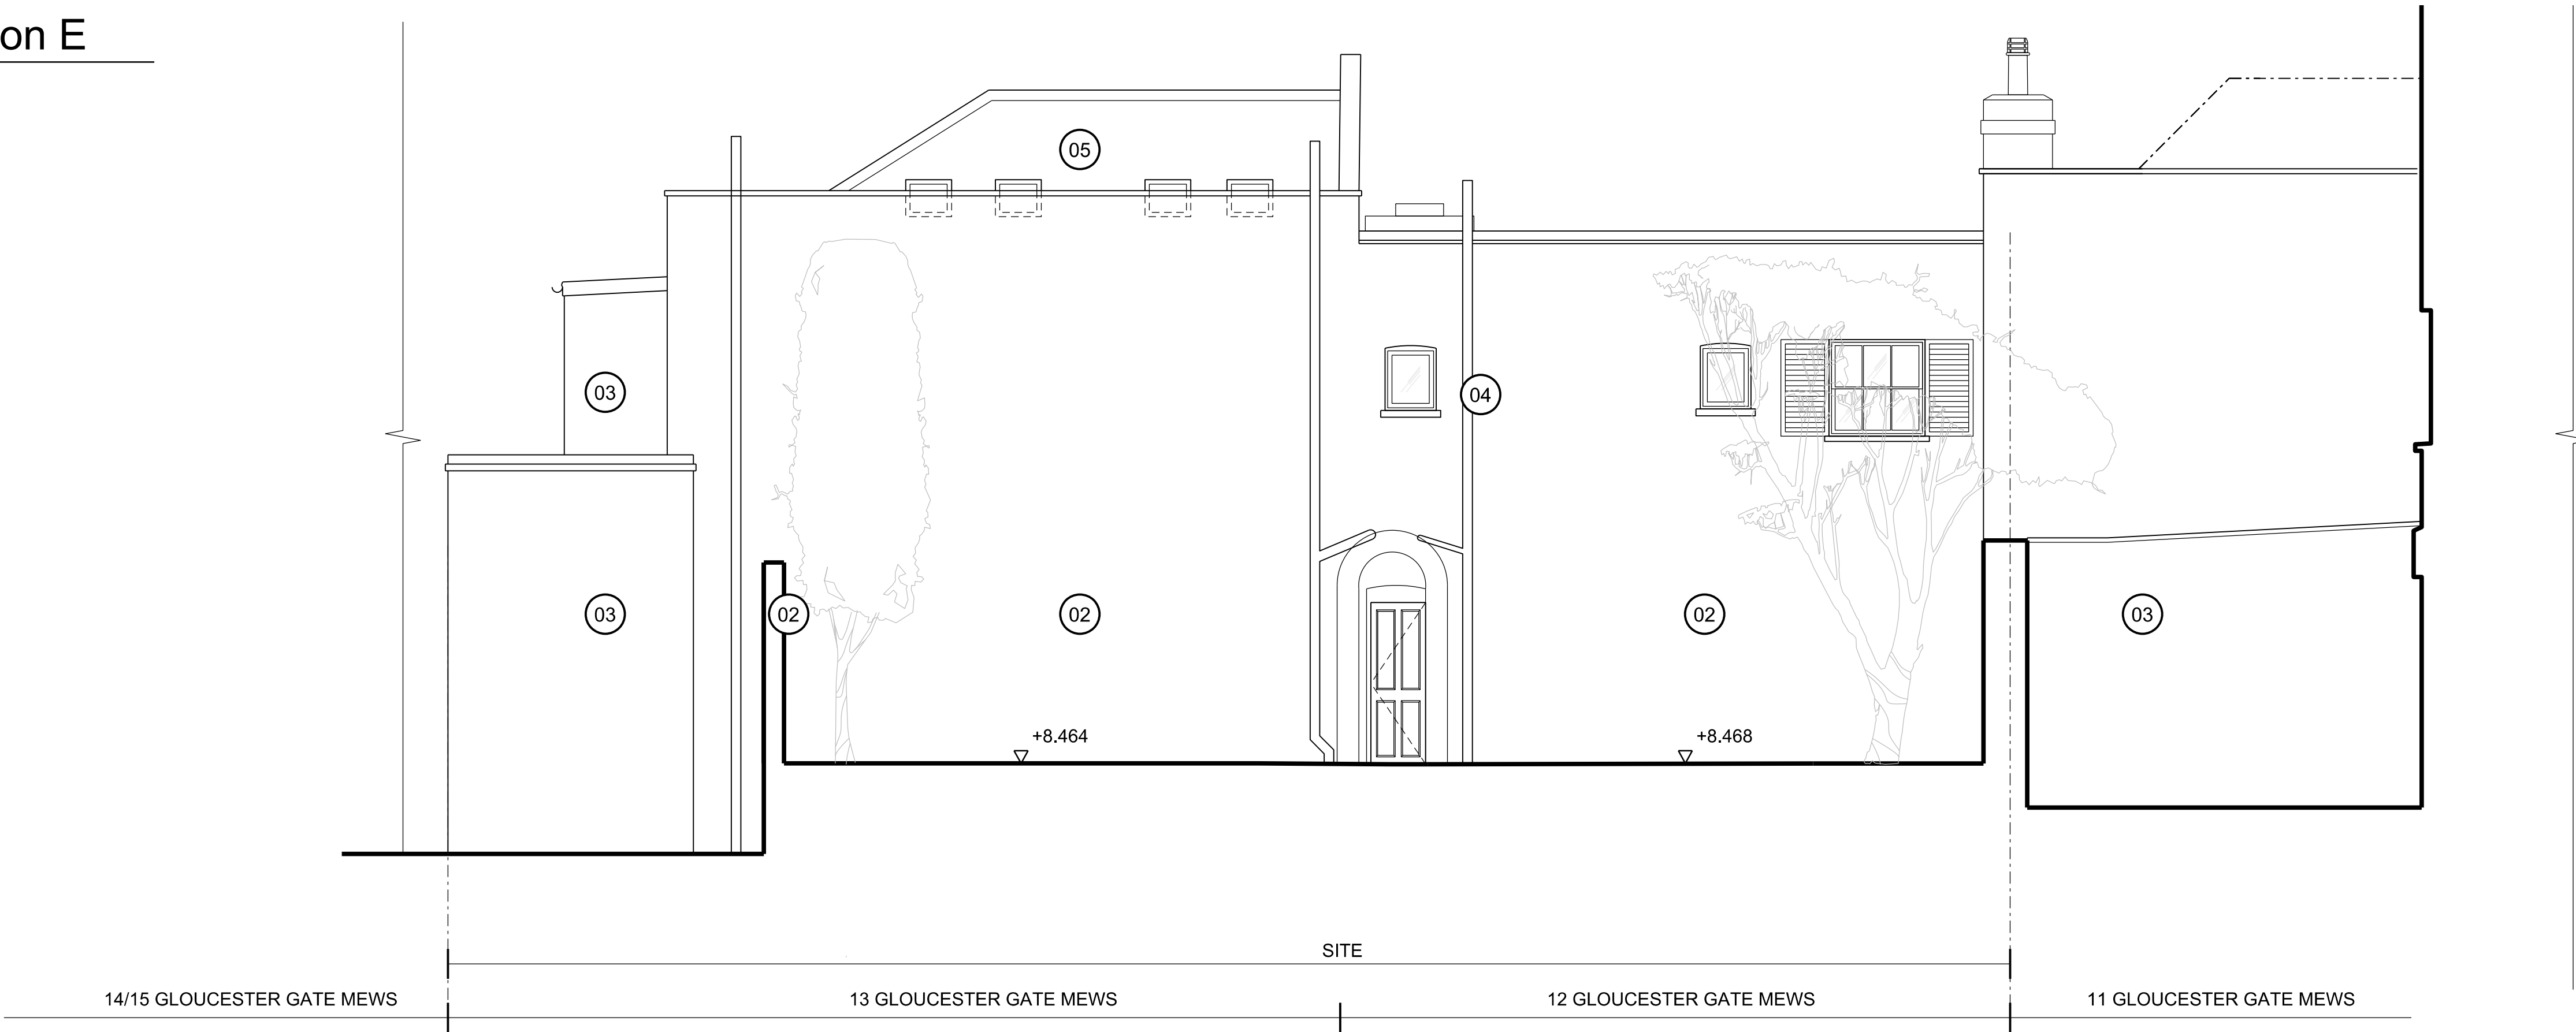 on E
05
03
04
03
02
02
02
03
+8.464
+8.468
SITE
14/15 GLOUCESTER GATE MEWS
13 GLOUCESTER GATE MEWS
12 GLOUCESTER GATE MEWS
11 GLOUCESTER GATE MEWS